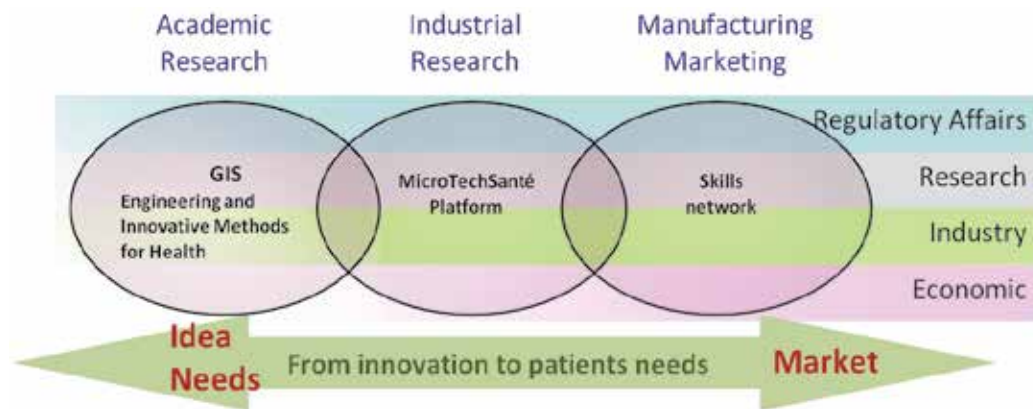 Academic
Research
Industrial
Research
Manufacturing
Marketing
Regulatory Affairs
GIS
Engineering and
Innovative Methods
for Health
MicroTechSanté
Platform
Skills
network
Research
Industry
Economic
Idea
Needs
From innovation to patients needs
Market